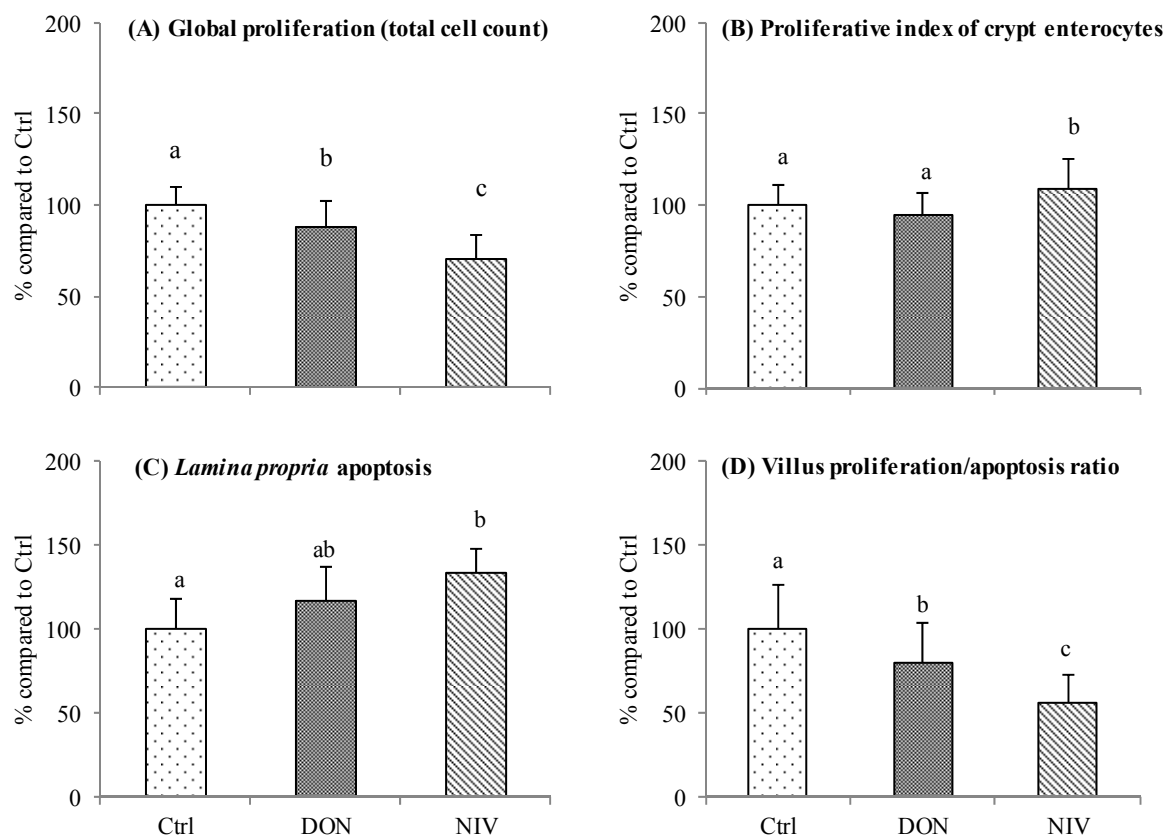 (A) Global proliferation (total cell count)
% compared to Ctrl
200
150
100
50
0
a
b
c
(B) Proliferative index of crypt enterocytes
% compared to Ctrl
200
150
100
50
0
a
a
b
(C) Lamina propria apoptosis
% compared to Ctrl
200
150
100
50
0
a
ab
b
Ctrl
DON
NIV
(D) Villus proliferation/apoptosis ratio
% compared to Ctrl
200
150
100
50
0
a
b
c
Ctrl
DON
NIV